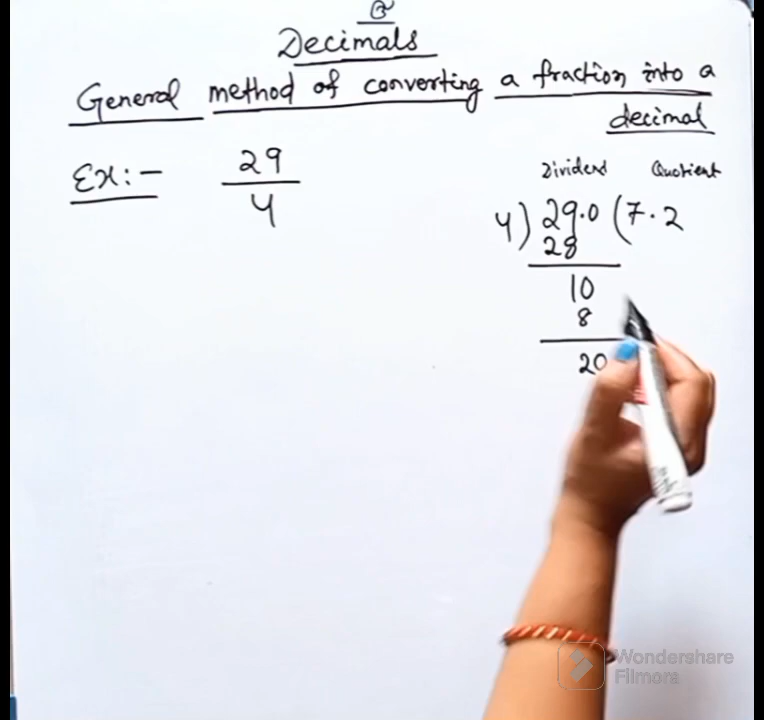 Decimals
General method of converting a fraction into a
decimal
Ex:- 29
4
Dividend Quotient
4) 29.0 (7.2
28
10
8
20
Wondershare
Filmora